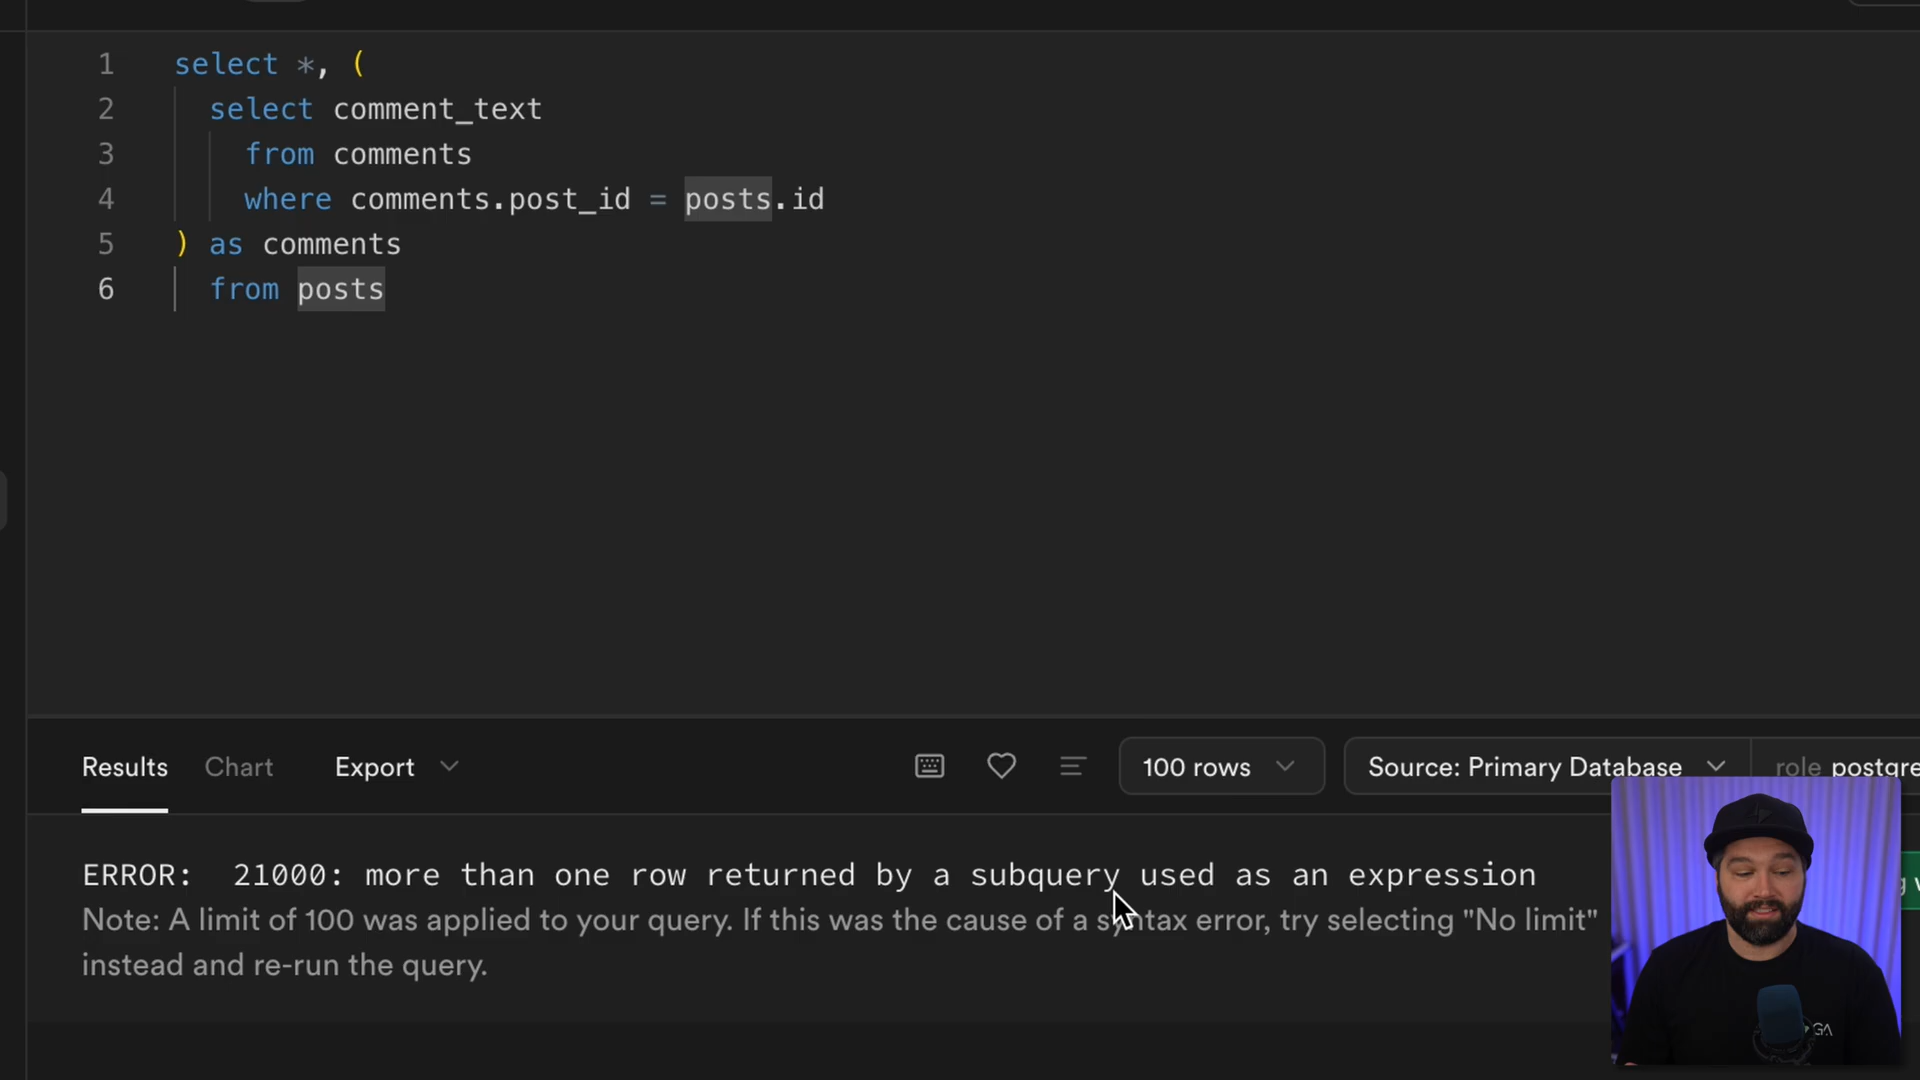 1 select *, (
2 select comment_text
3 from comments
4 where comments.post_id = posts.id
5 ) as comments
6 from posts
Results Chart Export 100 rows Source: Primary Database role postgre
ERROR:  21000: more than one row returned by a subquery used as an expression
Note: A limit of 100 was applied to your query. If this was the cause of a syntax error, try selecting "No limit"
instead and re-run the query.
GA